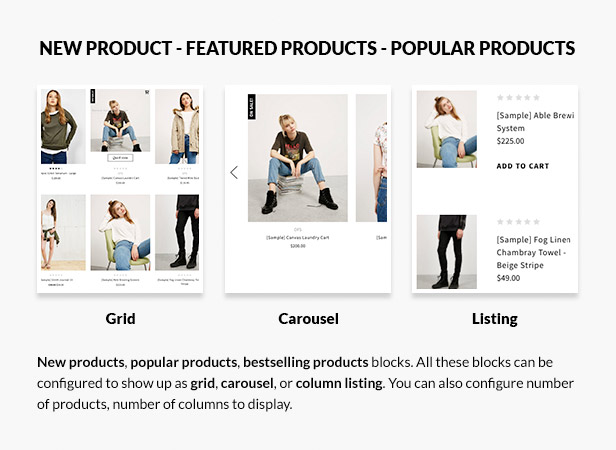 NEW PRODUCT - FEATURED PRODUCTS - POPULAR PRODUCTS
ON SALE!
[Sample] Canvas Laundry Cart
$200.00
[Sam
[Sample] Able Brewi
System
$225.00
ADD TO CART
[Sample] Fog Linen
Chambray Towel -
Beige Stripe
$49.00
Grid
Carousel
Listing
New products, popular products, bestselling products blocks. All these blocks can be
configured to show up as grid, carousel, or column listing. You can also configure number
of products, number of columns to display.